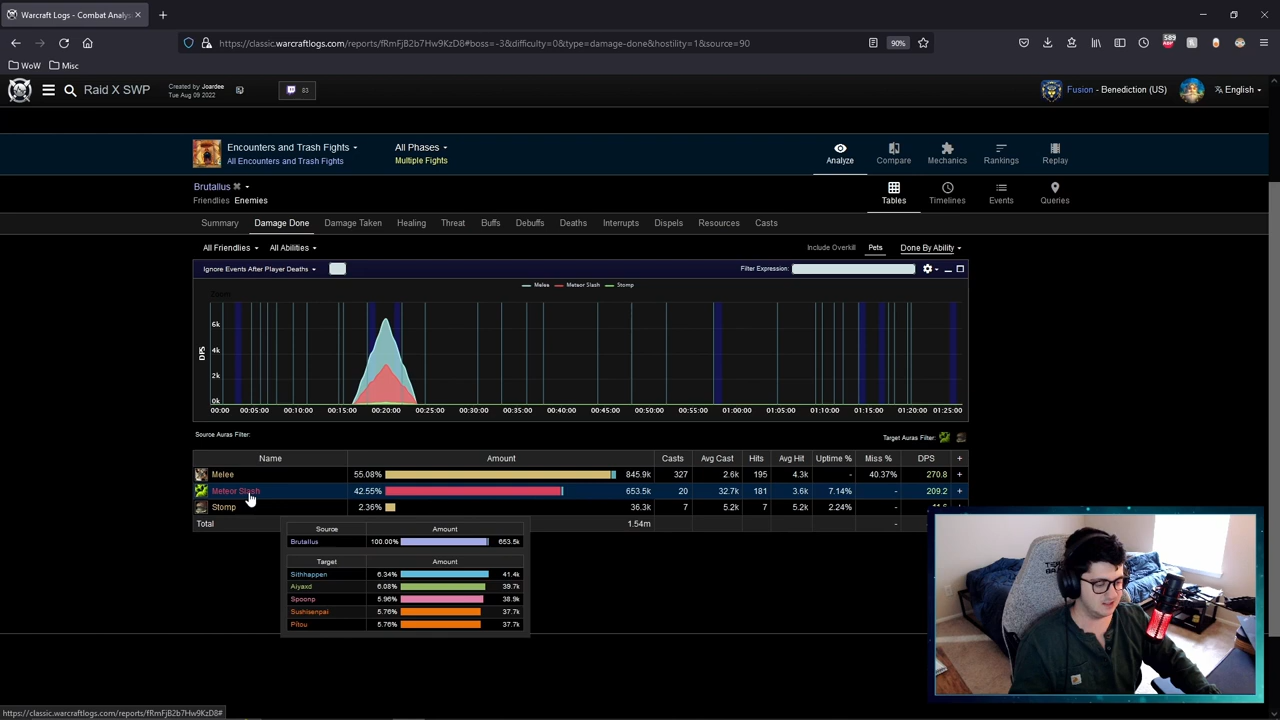 Warcraft Logs - Combat Analys
https://classic.warcraftlogs.com/reports/fRmFjB2b7Hw9KzD8#boss=-3&difficulty=0&type=damage-done&hostility=1&source=90
90%
589
WoW
Misc
Raid X SWP
Created by Joardee
Tue Aug 09 2022
83
Fusion - Benediction (US)
English
Encounters and Trash Fights
All Encounters and Trash Fights
All Phases
Multiple Fights
Analyze
Compare
Mechanics
Rankings
Replay
Brutallus
Friendlies Enemies
Tables
Timelines
Events
Queries
Summary Damage Done Damage Taken Healing Threat Buffs Debuffs Deaths Interrupts Dispels Resources Casts
All Friendlies All Abilities
Include Overkill Pets Done By Ability
Ignore Events After Player Deaths
Filter Expression:
Melee Meteor Slash Stomp
Zoom
DPS
6k
4k
2k
0k
00:00 00:05:00 00:10:00 00:15:00 00:20:00 00:25:00 00:30:00 00:35:00 00:40:00 00:45:00 00:50:00 00:55:00 01:00:00 01:05:00 01:10:00 01:15:00 01:20:00 01:25:00
Source Auras Filter:
Target Auras Filter:
Name Amount Casts Avg Cast Hits Avg Hit Uptime % Miss % DPS +
Melee 55.08% 845.9k 327 2.6k 195 4.3k - 40.37% 270.8 +
Meteor Slash 42.55% 653.5k 20 32.7k 181 3.6k 7.14% - 209.2 +
Stomp 2.36% 36.3k 7 5.2k 7 5.2k 2.24% - +
Total 1.54m -
Source Amount
Brutallus 100.00% 653.5k
Target Amount
Sithhappen 6.34% 41.4k
Aiyaxd 6.08% 39.7k
Spoonp 5.96% 38.9k
Sushisenpai 5.76% 37.7k
Pitou 5.76% 37.7k
https://classic.warcraftlogs.com/reports/fRmFjB2b7Hw9KzD8#